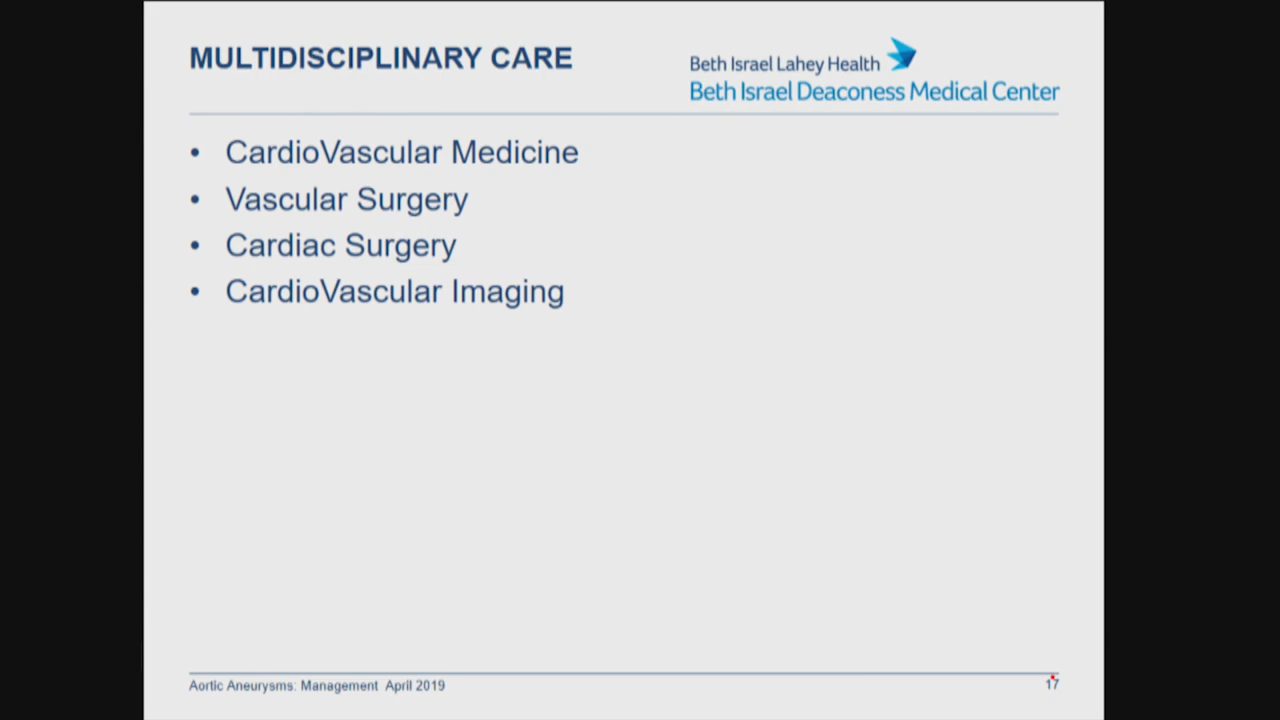 MULTIDISCIPLINARY CARE
Beth Israel Lahey Health
Beth Israel Deaconess Medical Center
• CardioVascular Medicine
• Vascular Surgery
• Cardiac Surgery
• CardioVascular Imaging
Aortic Aneurysms: Management April 2019
17